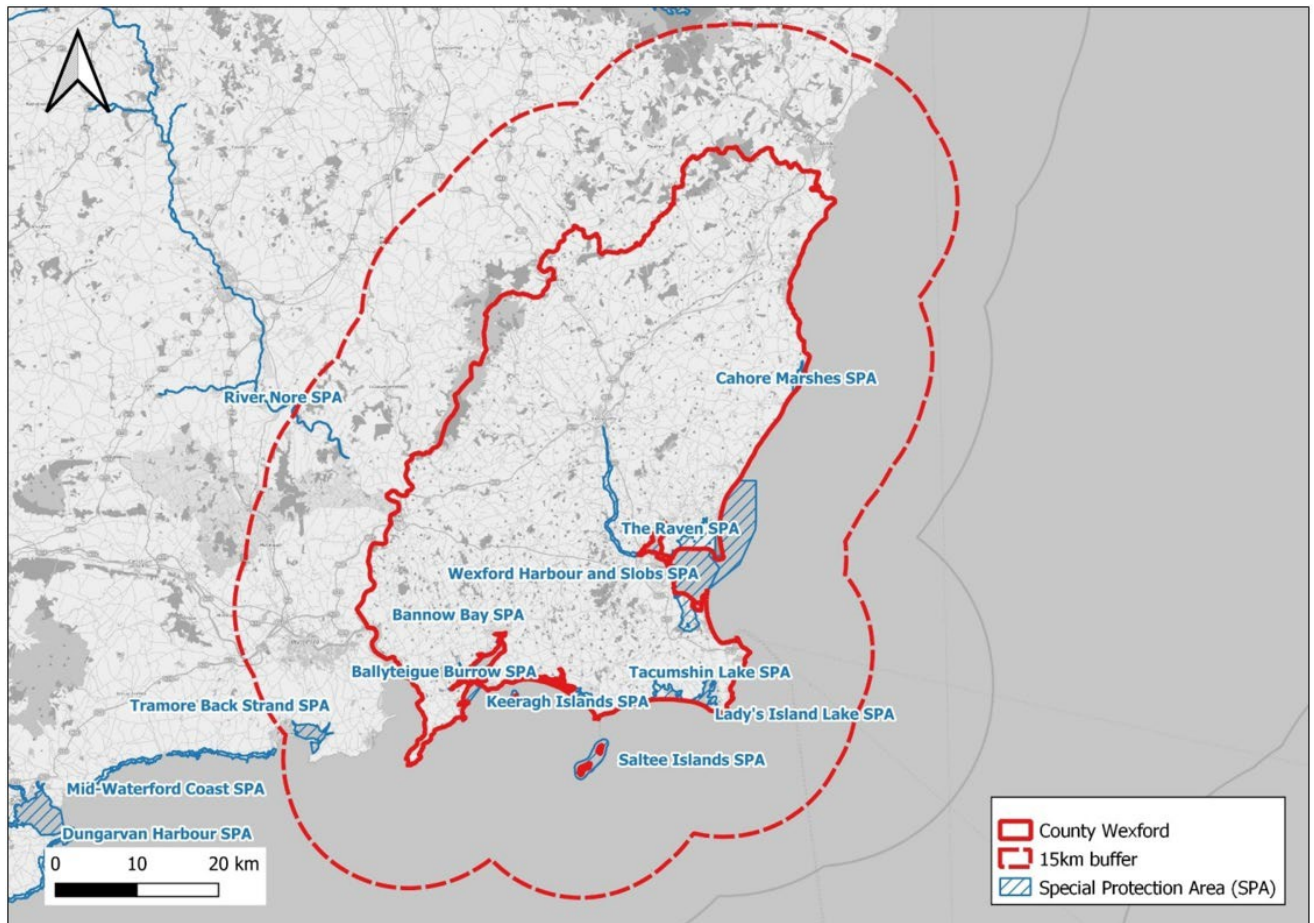 Cahore Marshes SPA
River Nore SPA
The Raven SPA
Wexford Harbour and Slobs SPA
Bannow Bay SPA
Ballyteigue Burrow SPA
Tacumshin Lake SPA
Keeragh Islands SPA
Tramore Back Strand SPA
Lady's Island Lake SPA
Saltee Islands SPA
Mid-Waterford Coast SPA
Dungarvan Harbour SPA
0 10 20 km
County Wexford
15km buffer
Special Protection Area (SPA)